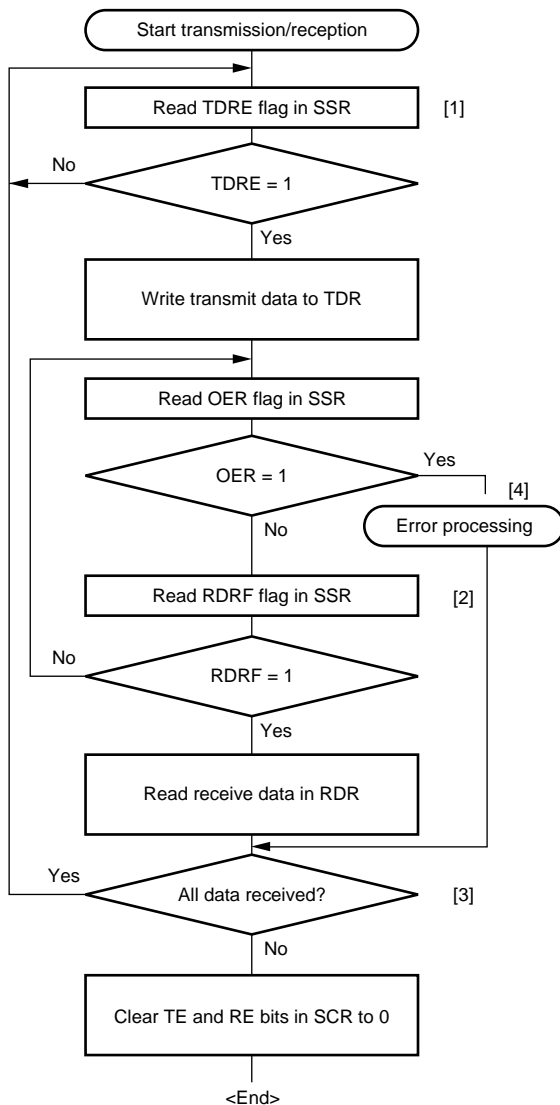 Start transmission/reception
Read TDRE flag in SSR
[1]
No
TDRE = 1
Yes
Write transmit data to TDR
Read OER flag in SSR
OER = 1
Yes
[4]
Error processing
No
Read RDRF flag in SSR
[2]
No
RDRF = 1
Yes
Read receive data in RDR
Yes
All data received?
[3]
No
Clear TE and RE bits in SCR to 0
<End>